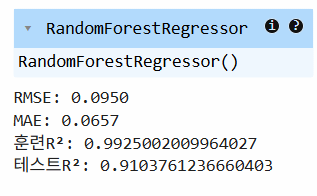 RandomForestRegressor
RandomForestRegressor()
RMSE: 0.0950
MAE: 0.0657
훈련R²: 0.9925002009964027
테스트R²: 0.9103761236660403